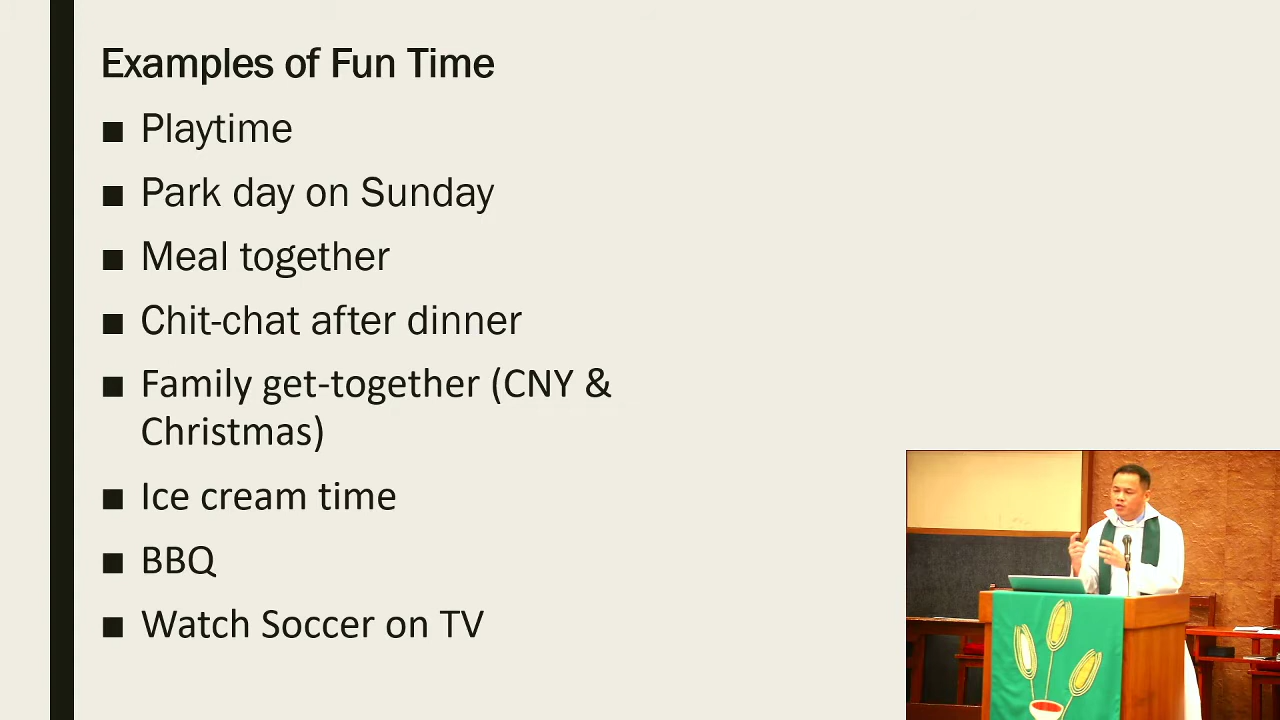 Examples of Fun Time
■ Playtime
■ Park day on Sunday
■ Meal together
■ Chit-chat after dinner
■ Family get-together (CNY &
Christmas)
■ Ice cream time
■ BBQ
■ Watch Soccer on TV